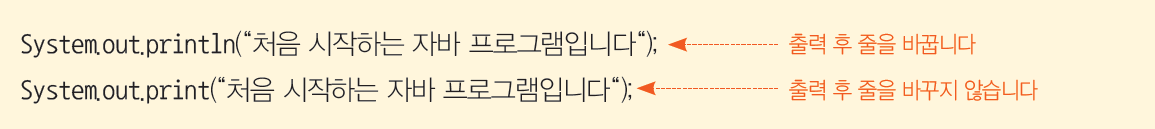 System.out.println(“처음 시작하는 자바 프로그램입니다“); 출력 후 줄을 바꿉니다
System.out.print(“처음 시작하는 자바 프로그램입니다“); 출력 후 줄을 바꾸지 않습니다